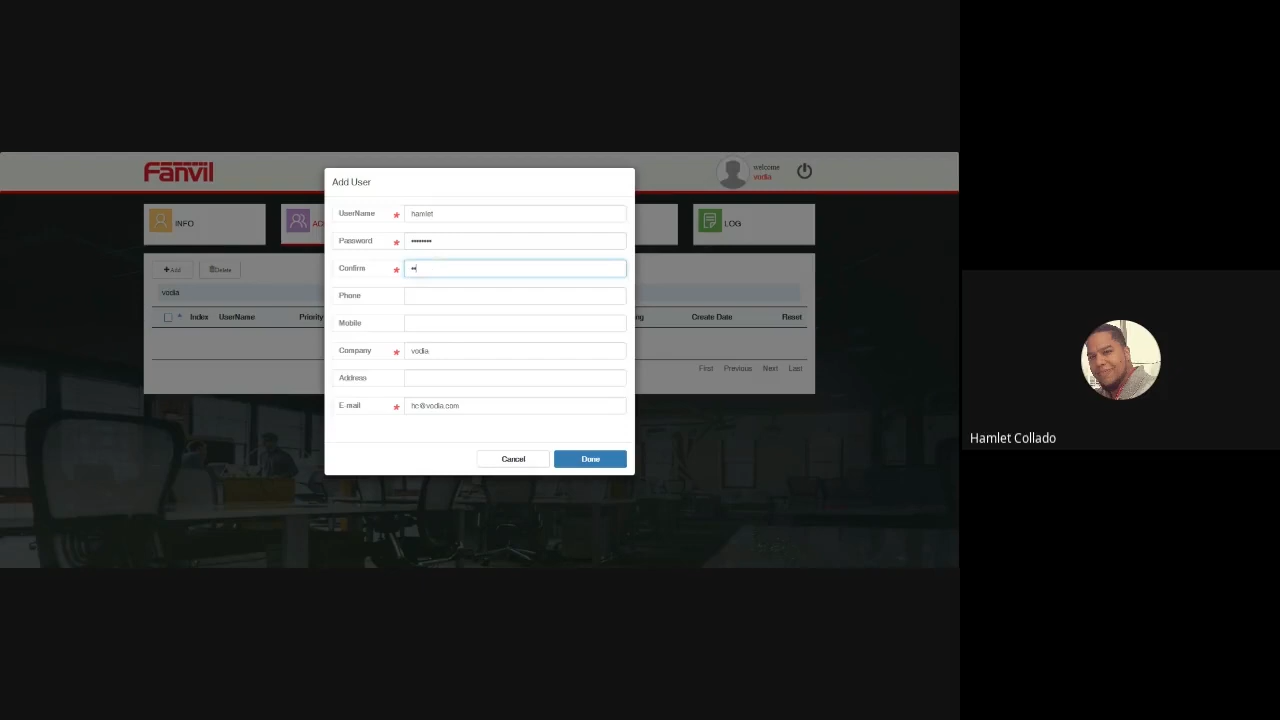 Fanvil
welcome
vodia
INFO
LOG
Add
Delete
vodia
Index UserName Priority Create Date Reset
First Previous Next Last
Add User
UserName * hamlet
Password * ••••••••
Confirm * ••
Phone
Mobile
Company * vodia
Address
E-mail * hc@vodia.com
Cancel Done
Hamlet Collado